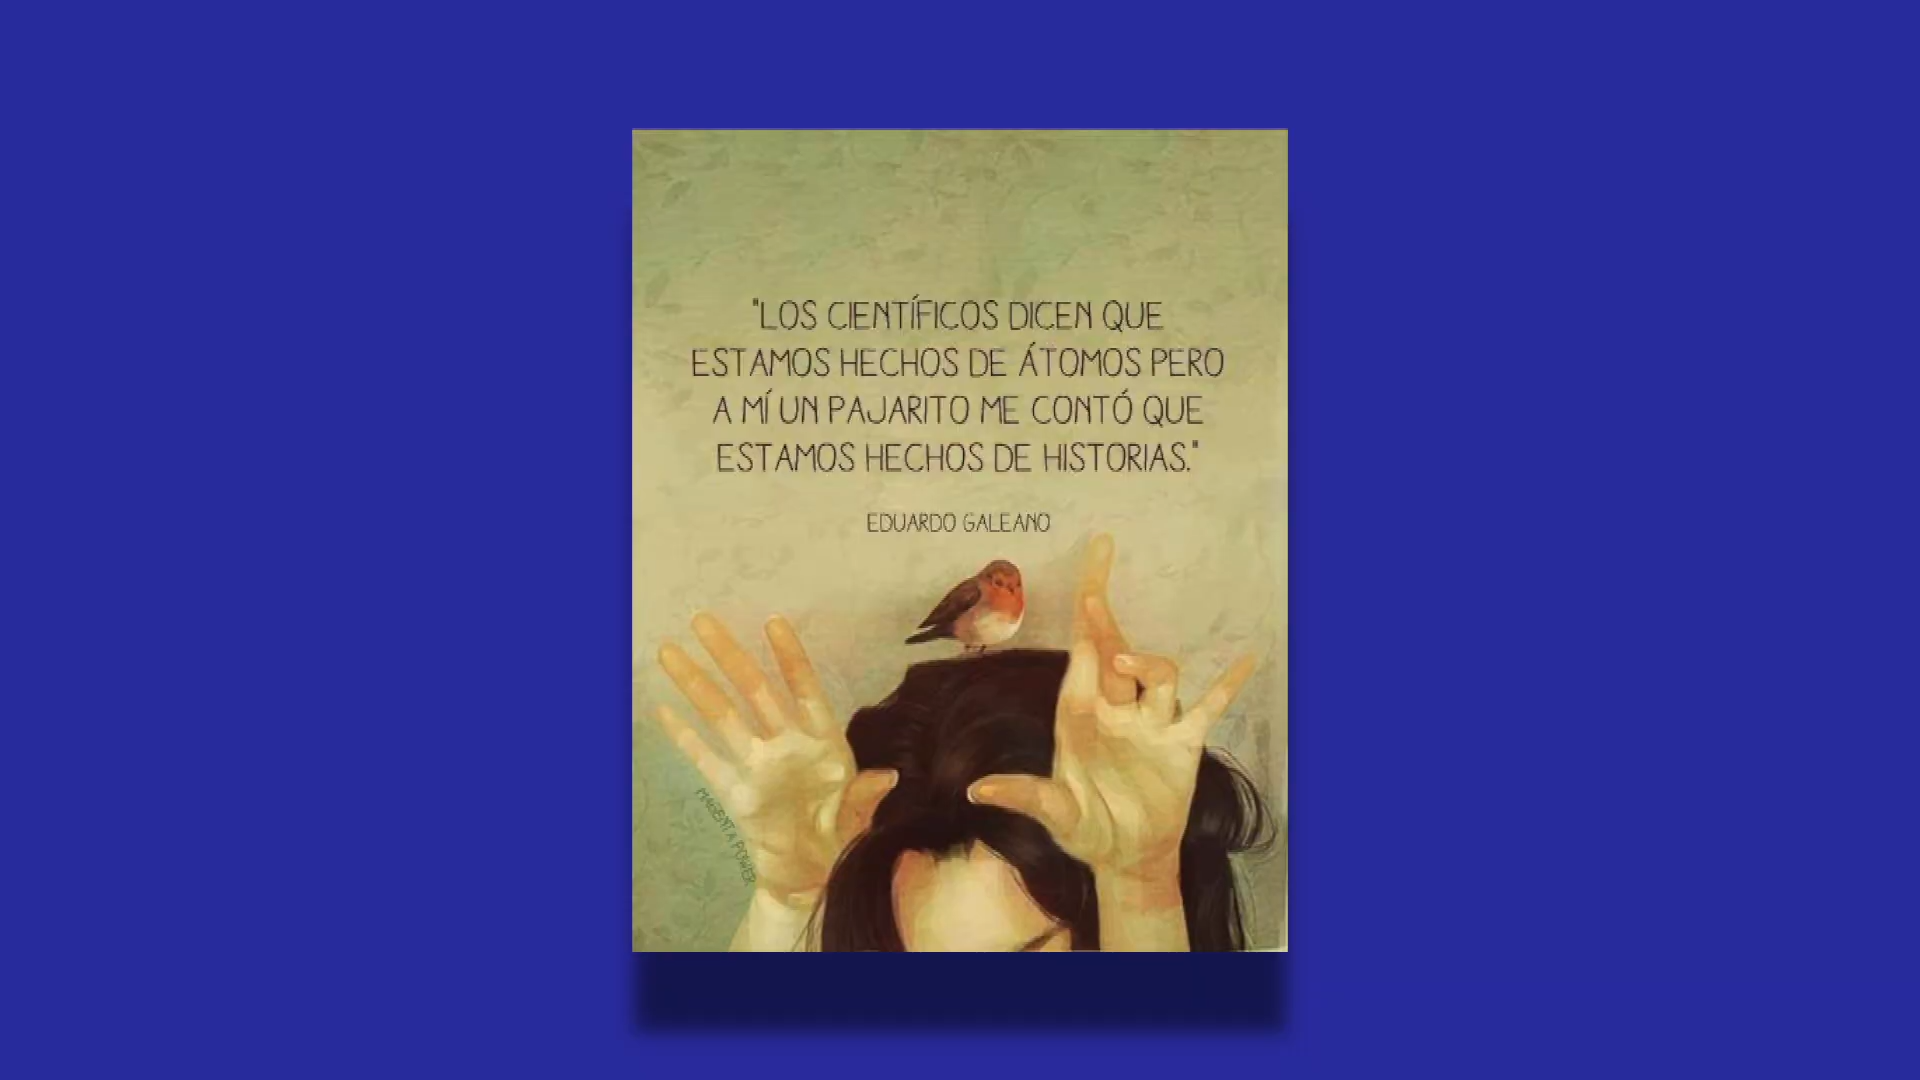 "LOS CIENTÍFICOS DICEN QUE
ESTAMOS HECHOS DE ÁTOMOS PERO
A MÍ UN PAJARITO ME CONTÓ QUE
ESTAMOS HECHOS DE HISTORIAS."
EDUARDO GALEANO
MAGENTA POWER